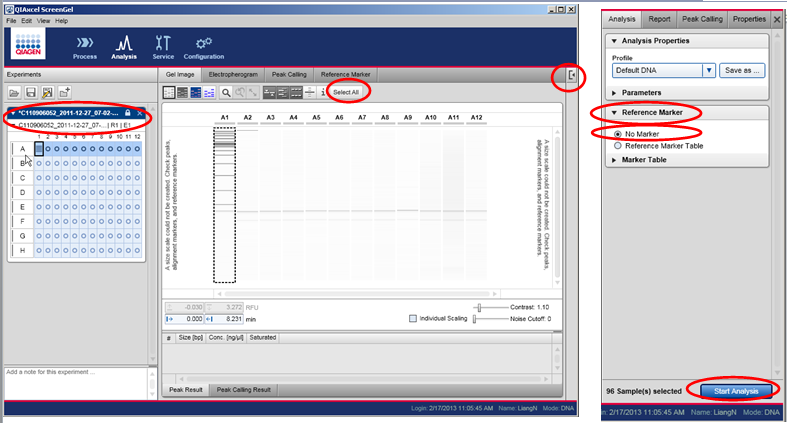 QIAxcel ScreenGel
File Edit View Help
QIAGEN
Process Analysis Service Configuration
Experiments
Gel Image Electropherogram Peak Calling Reference Marker
Select All
*C110906052_2011-12-27_07-02-...
C110906052_2011-12-27_07-...| R1 | E1
1 2 3 4 5 6 7 8 9 10 11 12
A
B
C
D
E
F
G
H
A1 A2 A3 A4 A5 A6 A7 A8 A9 A10 A11 A12
A size scale could not be created. Check peaks,
alignment markers, and reference markers.
A size scale could not be created. Check peaks,
alignment markers, and reference markers.
-0.030 3.272 RFU
0.000 8.231 min
Contrast: 1.10
Individual Scaling
Noise Cutoff: 0
# Size [bp] Conc. [ng/µl] Saturated
Add a note for this experiment ...
Peak Result Peak Calling Result
Login: 2/17/2013 11:05:45 AM Name: LiangN Mode: DNA
Analysis Report Peak Calling Properties
Analysis Properties
Profile
Default DNA
Save as ...
Parameters
Reference Marker
No Marker
Reference Marker Table
Marker Table
96 Sample(s) selected
Start Analysis
n: 2/17/2013 11:05:45 AM Name: LiangN Mode: DNA